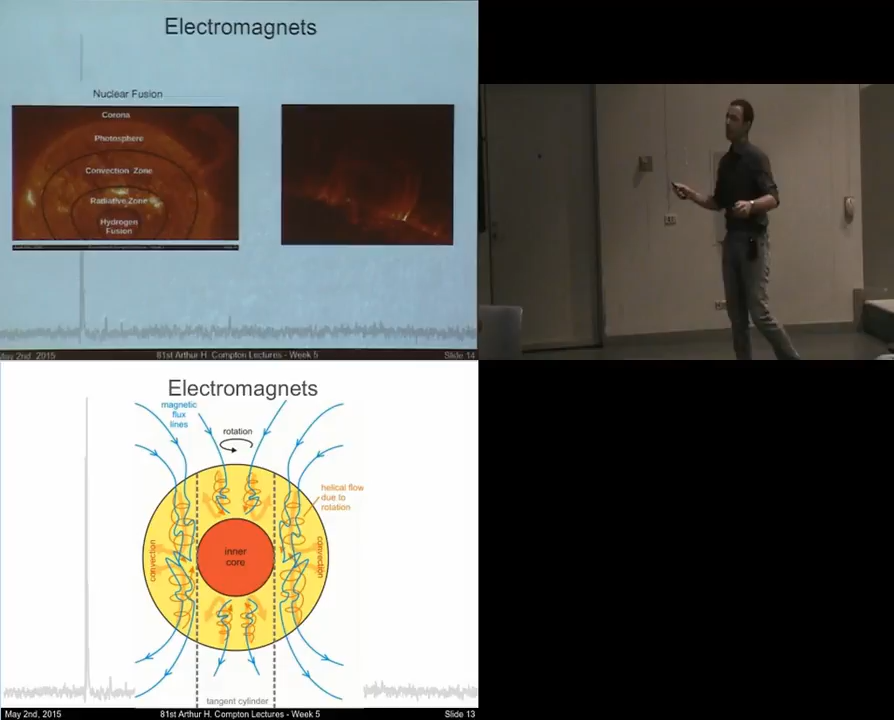 Electromagnets
Nuclear Fusion
Corona
Photosphere
Convection Zone
Radiative Zone
Hydrogen
Fusion
May 2nd, 2015
81st Arthur H. Compton Lectures - Week 5
Slide 14
Electromagnets
magnetic
flux
lines
rotation
helical flow
due to
rotation
convection
inner
core
convection
tangent cylinder
May 2nd, 2015
81st Arthur H. Compton Lectures - Week 5
Slide 13